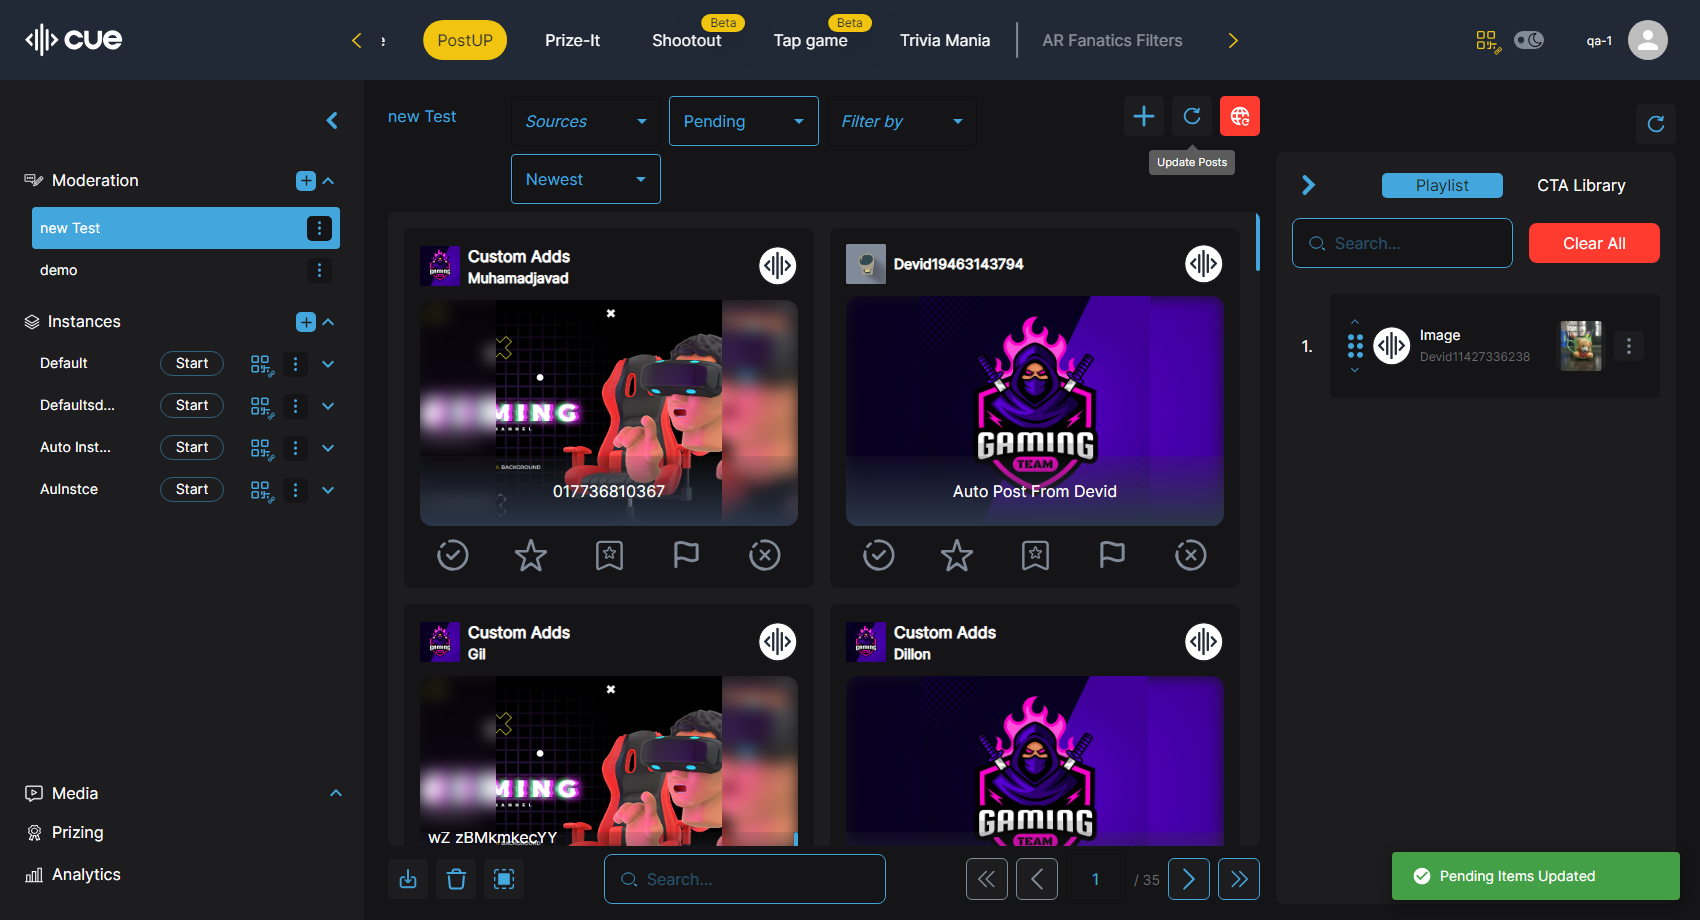 cue
e
PostUP
Prize-It
Beta
Shootout
Beta
Tap game
Trivia Mania
AR Fanatics Filters
qa-1
Moderation
new Test
demo
Instances
Default
Start
Defaultsd...
Start
Auto Inst...
Start
AuInstce
Start
Media
Prizing
Analytics
new Test
Sources
Pending
Filter by
Newest
Update Posts
Custom Adds
Muhamadjavad
MING
CHANNEL
& BACKGROUND
017736810367
Devid19463143794
GAMING
TEAM
Auto Post From Devid
Custom Adds
Gil
MING
CHANNEL
wZ zBMkmkecYY
Custom Adds
Dillon
GAMING
TEAM
Search...
1
/ 35
Playlist
CTA Library
Search...
Clear All
1.
Image
Devid11427336238
Pending Items Updated